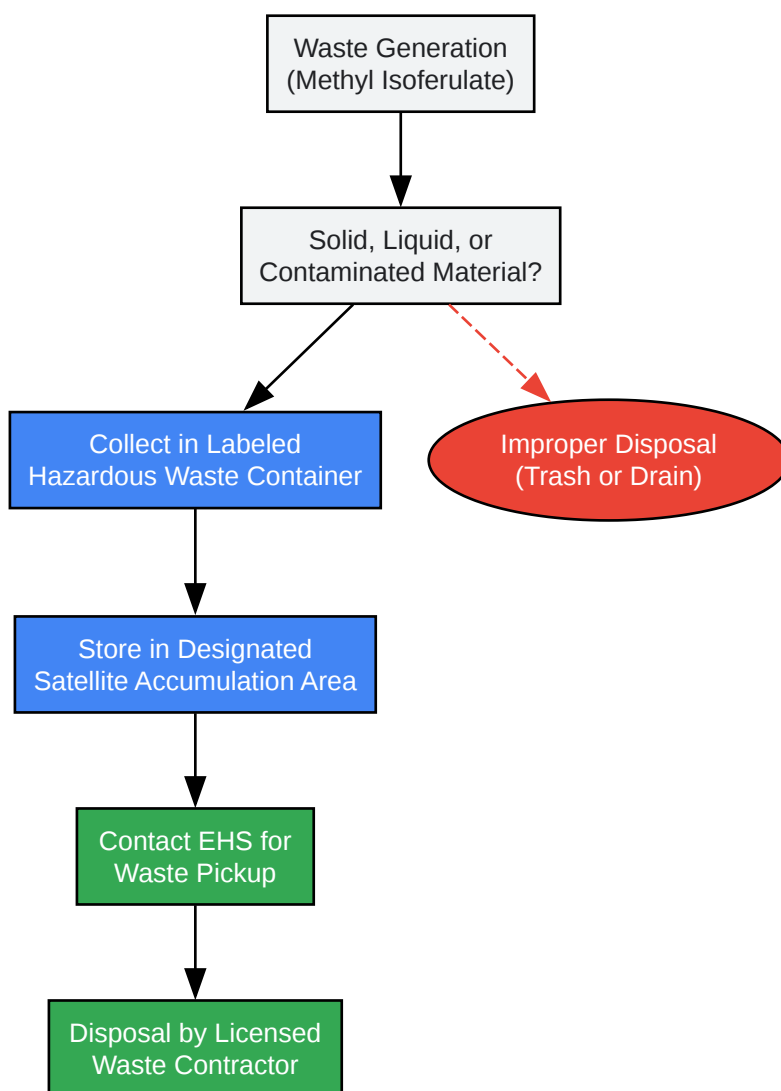 Waste Generation
(Methyl Isoferulate)
Solid, Liquid, or
Contaminated Material?
Collect in Labeled
Hazardous Waste Container
Improper Disposal
(Trash or Drain)
Store in Designated
Satellite Accumulation Area
Contact EHS for
Waste Pickup
Disposal by Licensed
Waste Contractor